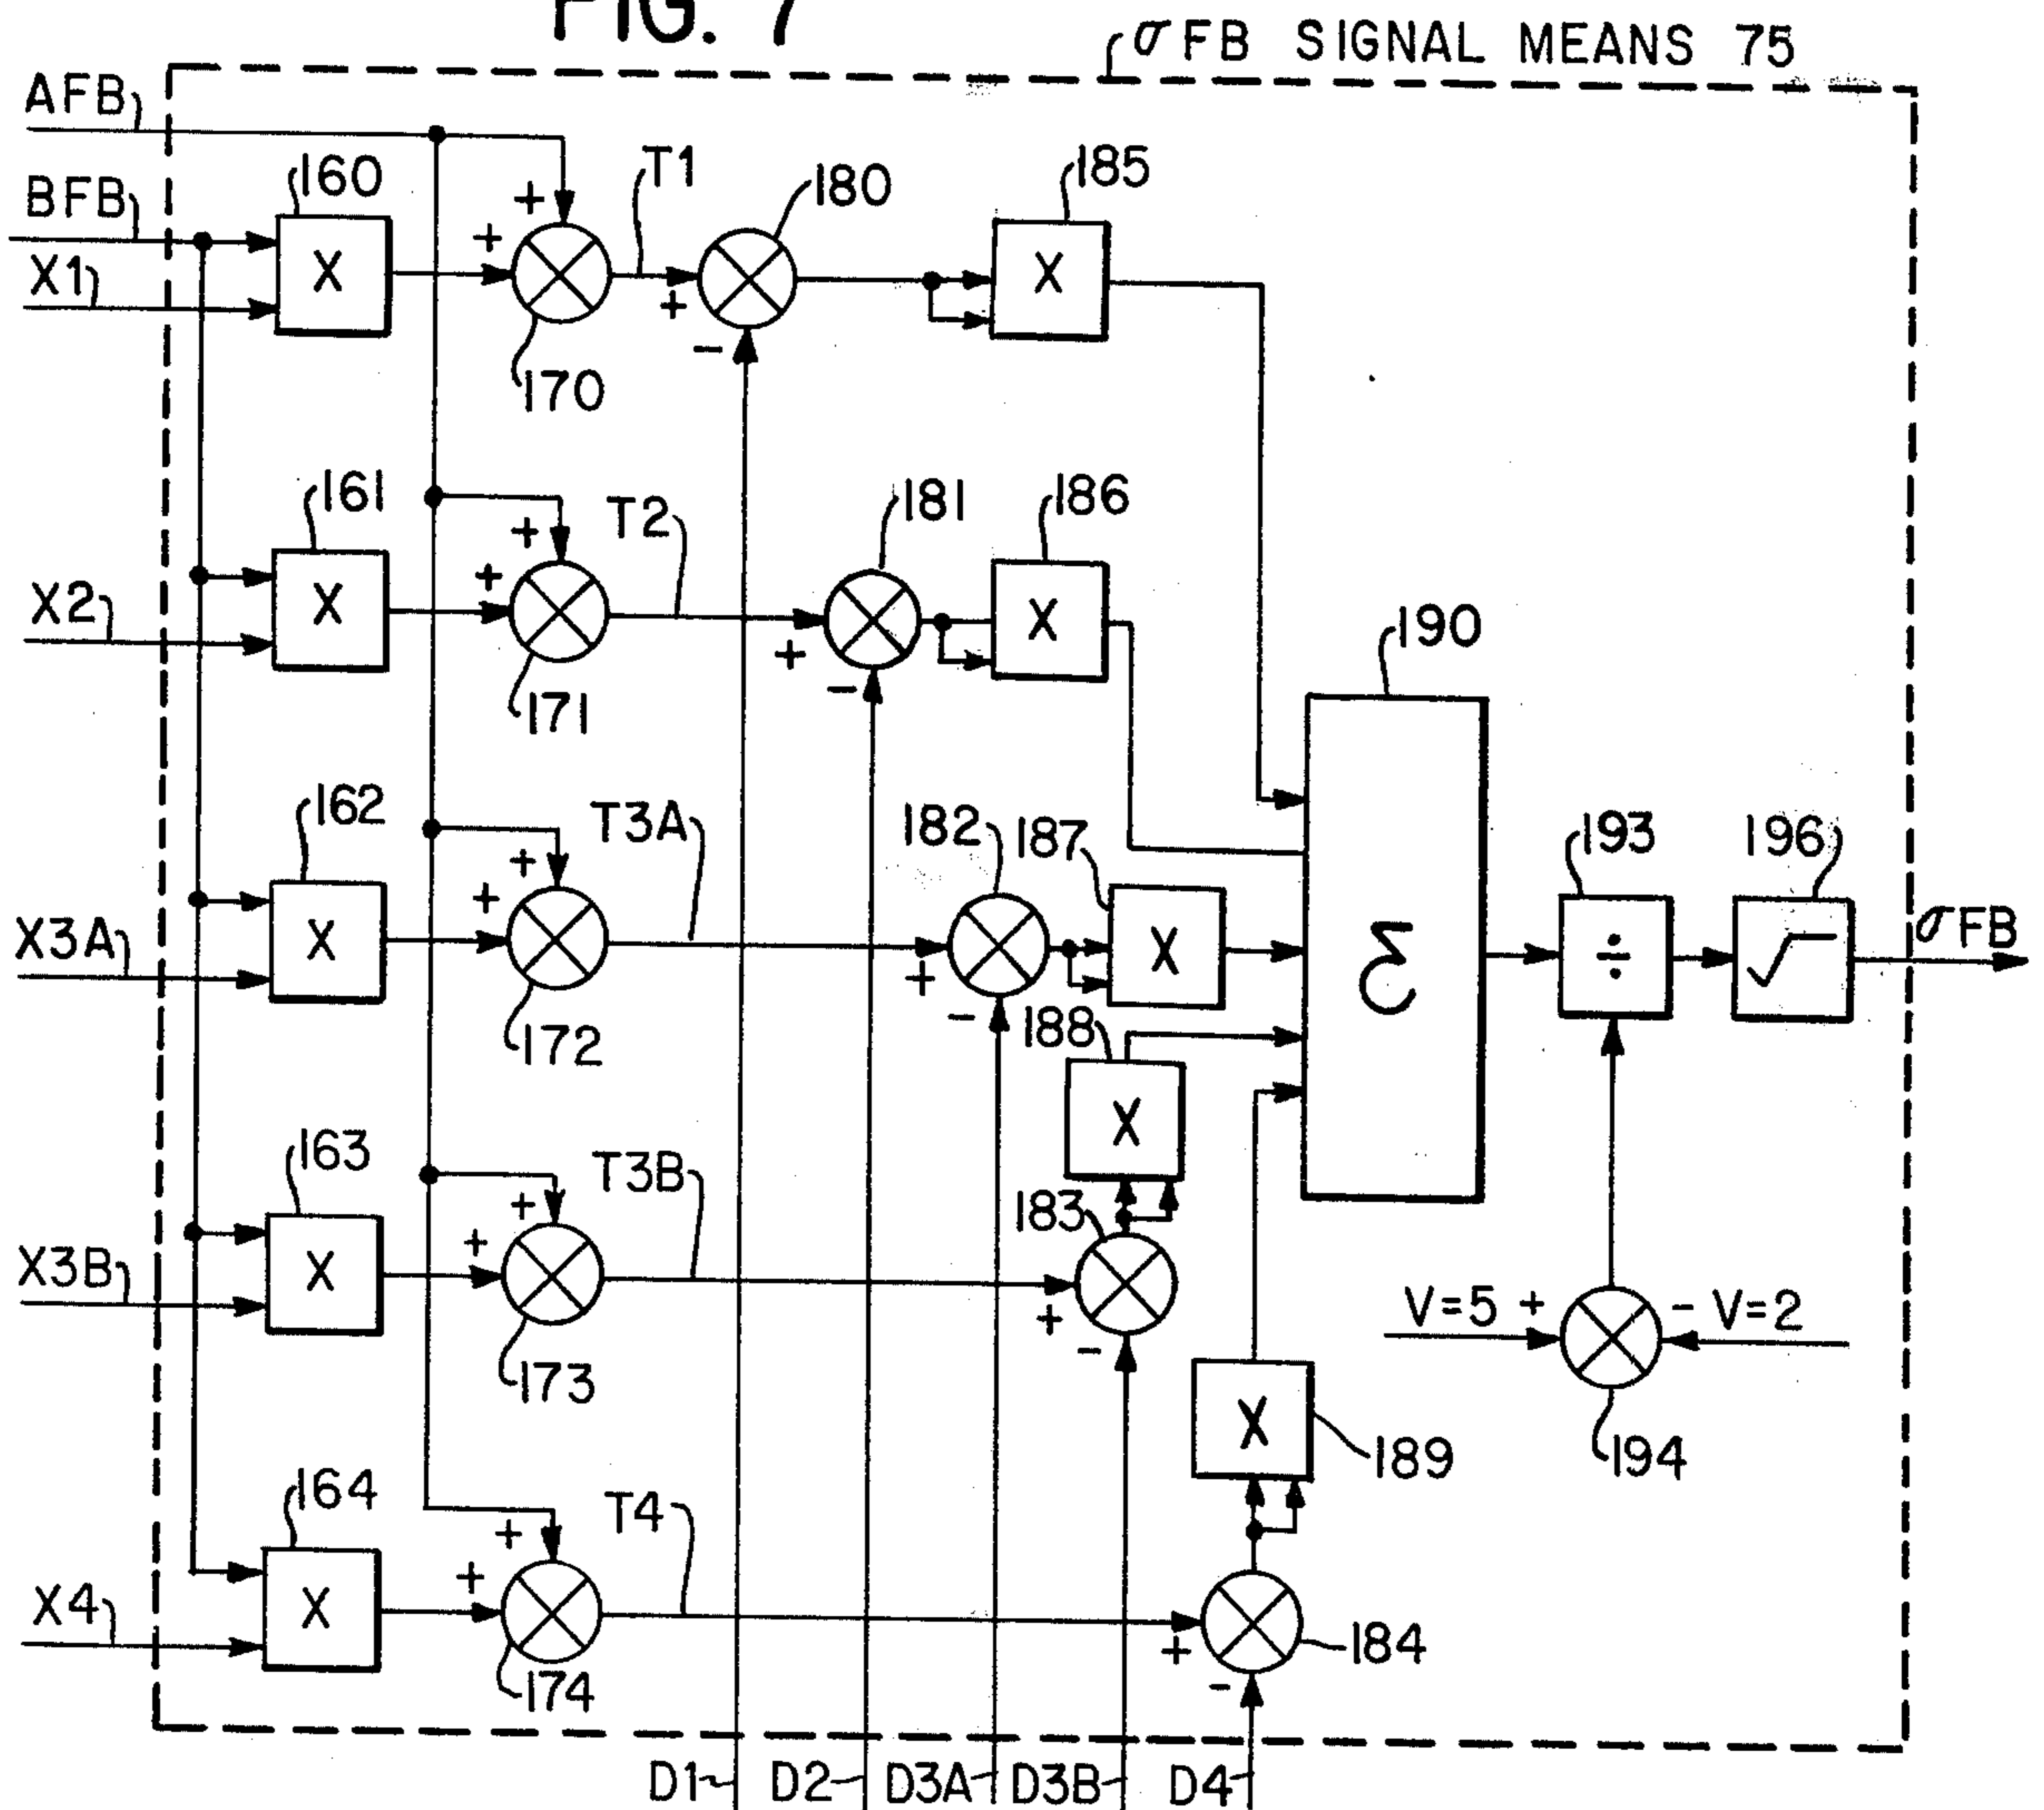 FIG. 7
σFB SIGNAL MEANS 75
AFB
BFB
X1
160
X
+
+
170
T1
180
+
-
185
X
X2
161
X
+
+
171
T2
181
+
-
186
X
190
Σ
X3A
162
X
+
+
172
T3A
182
+
-
187
X
188
X
193
÷
196
√
σFB
X3B
163
X
+
+
173
T3B
183
+
-
V=5 +
- V=2
194
X
189
X4
164
X
+
+
174
T4
+
-
184
D1
D2
D3A
D3B
D4